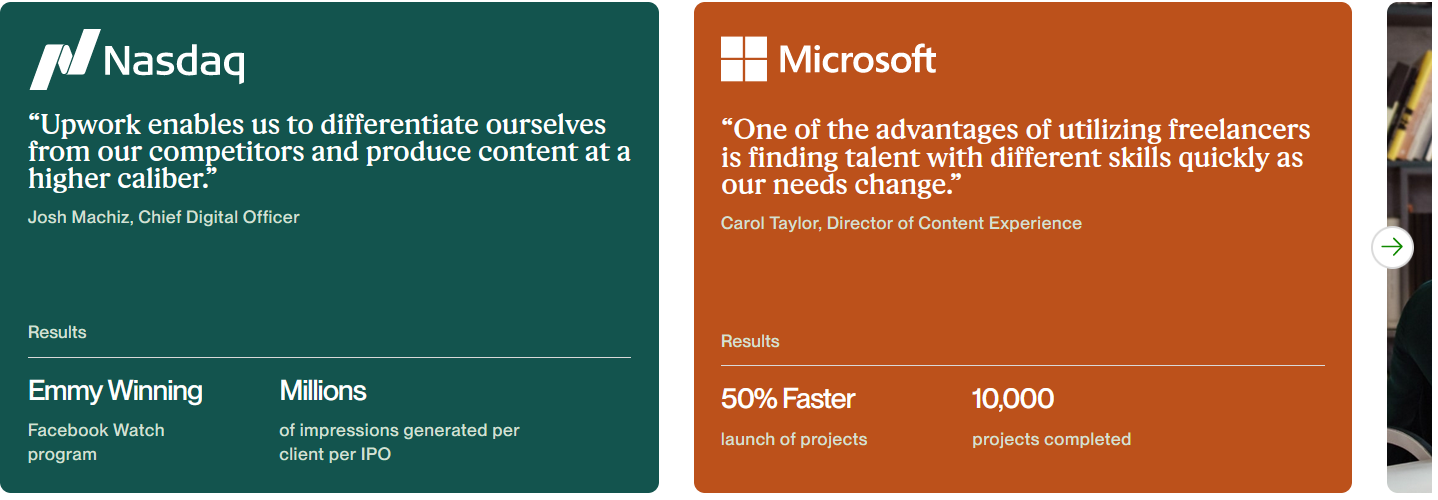 Nasdaq
“Upwork enables us to differentiate ourselves
from our competitors and produce content at a
higher caliber.”
Josh Machiz, Chief Digital Officer
Results
Emmy Winning
Facebook Watch
program
Millions
of impressions generated per
client per IPO
Microsoft
“One of the advantages of utilizing freelancers
is finding talent with different skills quickly as
our needs change.”
Carol Taylor, Director of Content Experience
Results
50% Faster
launch of projects
10,000
projects completed